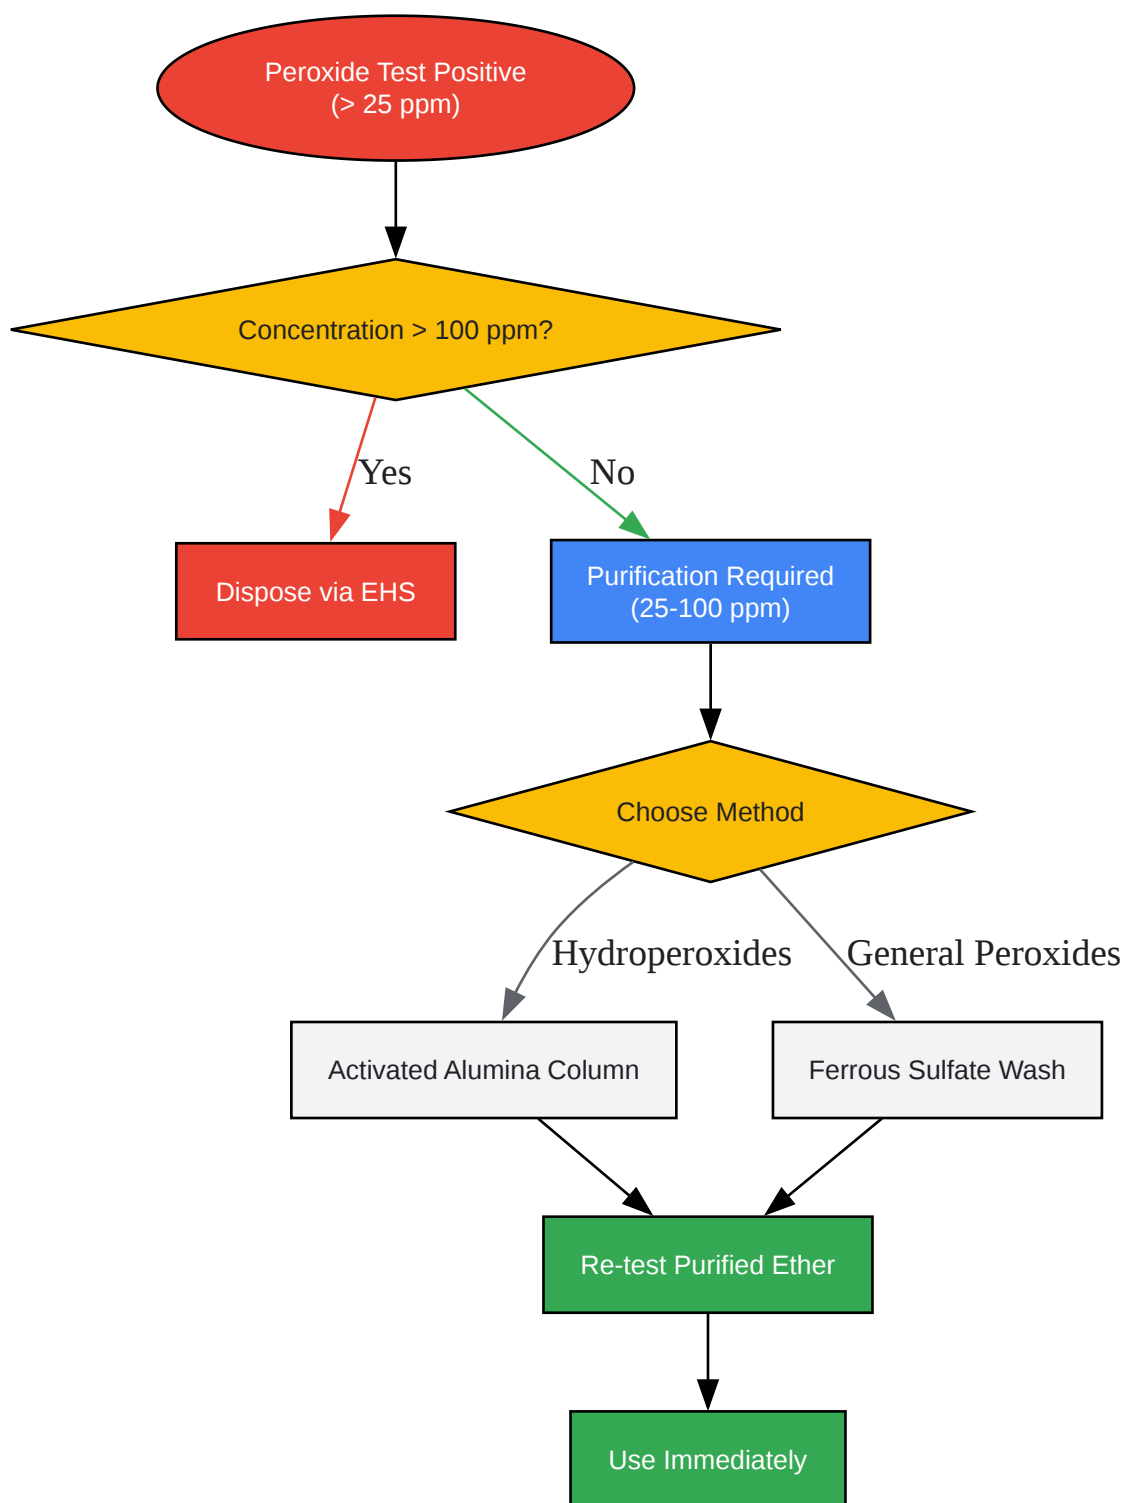 Peroxide Test Positive
(> 25 ppm)
Concentration > 100 ppm?
Yes
No
Dispose via EHS
Purification Required
(25-100 ppm)
Choose Method
Hydroperoxides
General Peroxides
Activated Alumina Column
Ferrous Sulfate Wash
Re-test Purified Ether
Use Immediately